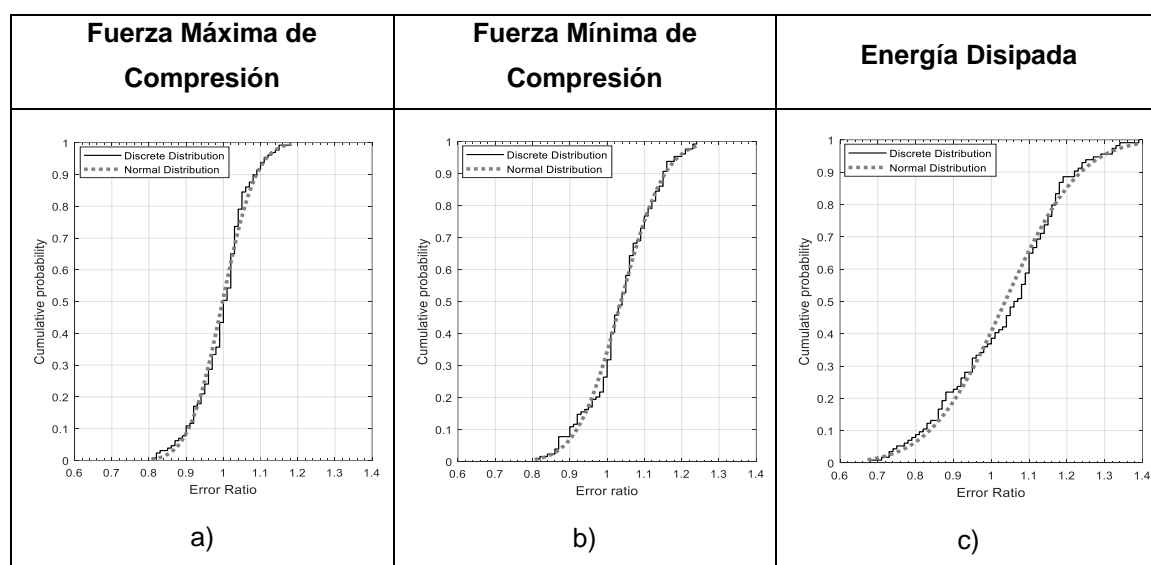 Fuerza Máxima de
Compresión
Fuerza Mínima de
Compresión
Energía Disipada
1
0.9
0.8
0.7
0.6
0.5
0.4
0.3
0.2
0.1
0
Cumulative probability
Discrete Distribution
Normal Distribution
0.6 0.7 0.8 0.9 1 1.1 1.2 1.3 1.4
Error Ratio
a)
1
0.9
0.8
0.7
0.6
0.5
0.4
0.3
0.2
0.1
0
Cumulative probability
Discrete Distribution
Normal Distribution
0.6 0.7 0.8 0.9 1 1.1 1.2 1.3 1.4
Error ratio
b)
1
0.9
0.8
0.7
0.6
0.5
0.4
0.3
0.2
0.1
0
Cumulative probability
Discrete Distribution
Normal Distribution
0.6 0.7 0.8 0.9 1 1.1 1.2 1.3 1.4
Error Ratio
c)